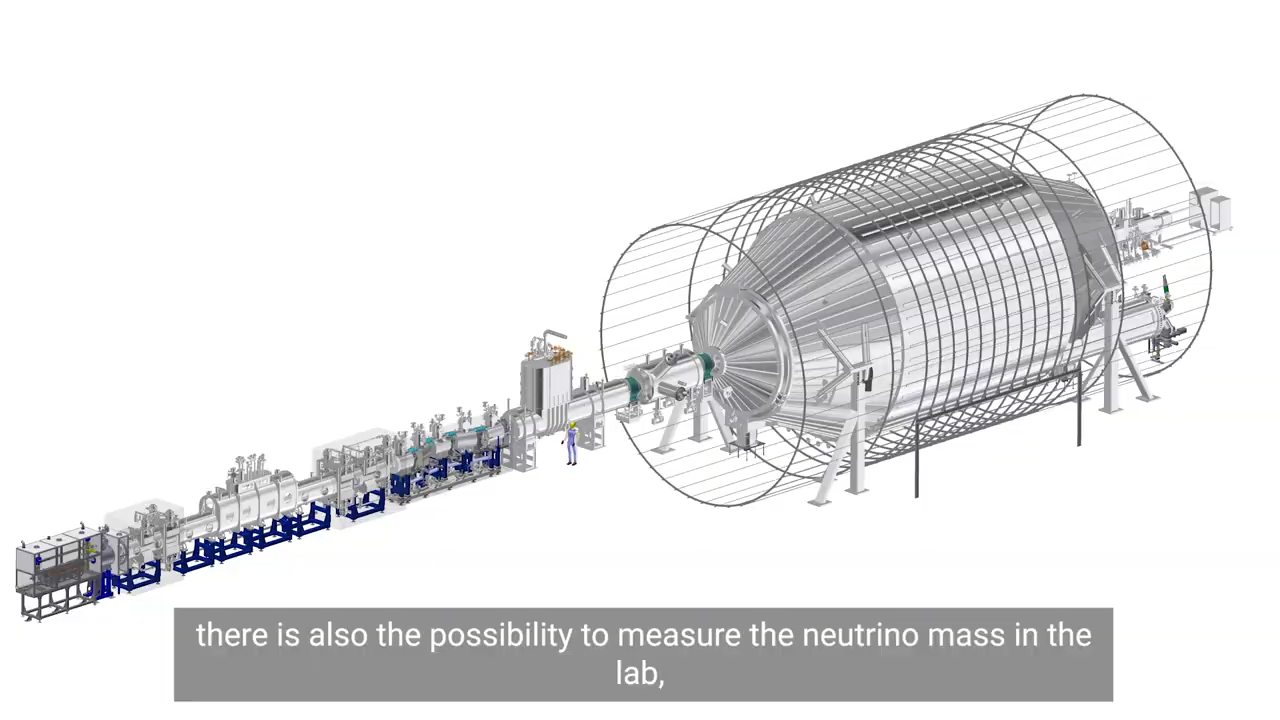 there is also the possibility to measure the neutrino mass in the
lab,